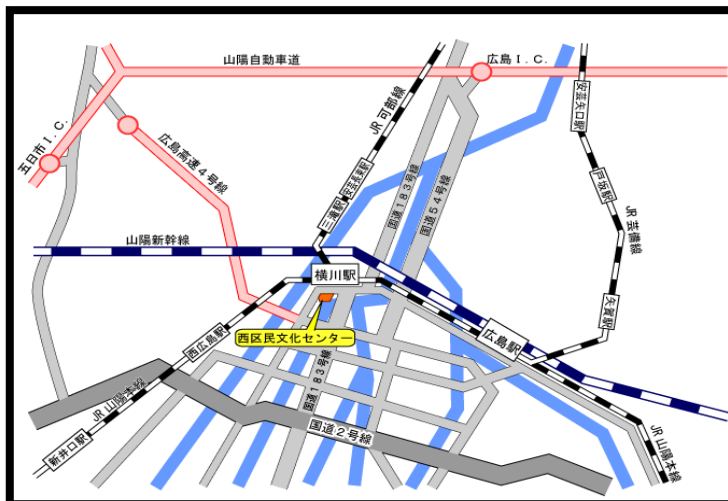 山陽自動車道
広島I.C.
五日市I.C.
広島高速4号線
JR可部線
安芸長束駅
三滝駅
国道183号線
国道54号線
安芸矢口駅
戸坂駅
JR芸備線
矢賀駅
山陽新幹線
横川駅
西区民文化センター
広島駅
西広島駅
国道183号線
JR山陽本線
新井口駅
国道2号線
JR山陽本線